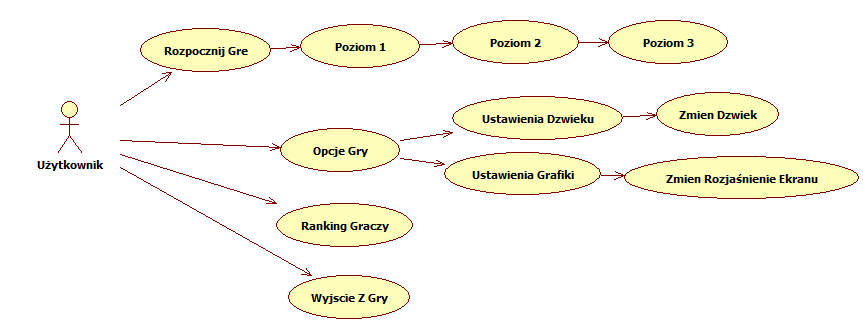 Rozpocznij Gre
Poziom 1
Poziom 2
Poziom 3
Użytkownik
Opcje Gry
Ustawienia Dzwieku
Zmien Dzwiek
Ustawienia Grafiki
Zmien Rozjaśnienie Ekranu
Ranking Graczy
Wyjscie Z Gry